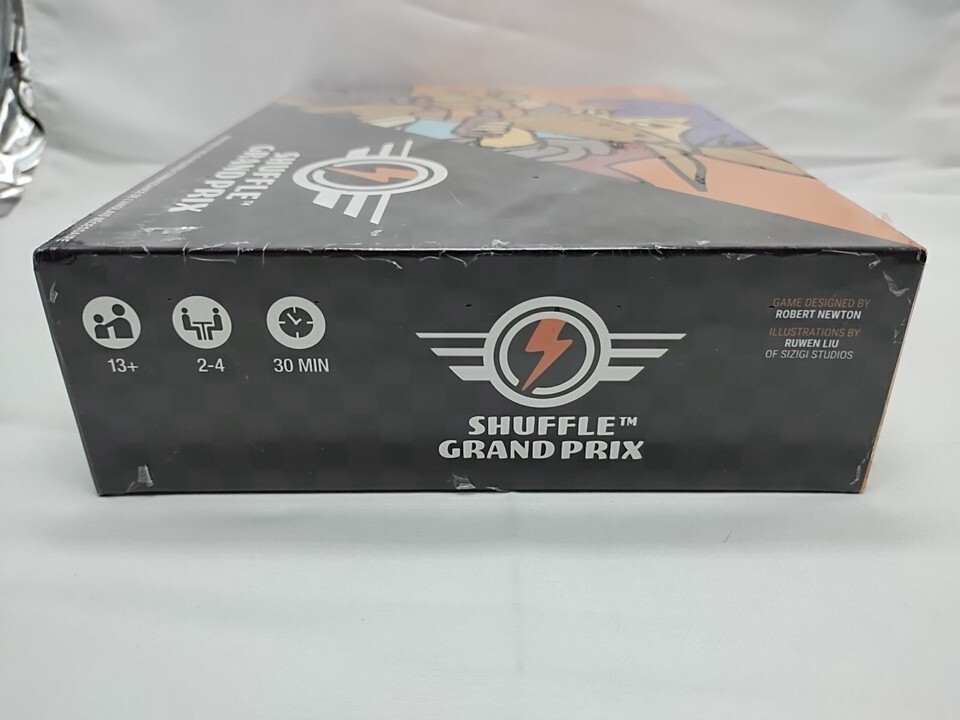 SHUFFLE™
GRAND PRIX
13+
2-4
30 MIN
SHUFFLE™
GRAND PRIX
GAME DESIGNED BY
ROBERT NEWTON
ILLUSTRATIONS BY
RUWEN LIU
OF SIZIGI STUDIOS